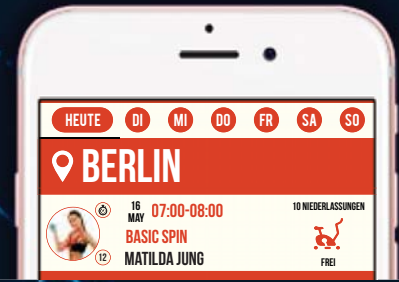 HEUTE DI MI DO FR SA SO
BERLIN
16 MAY 07:00-08:00 10 NIEDERLASSUNGEN
BASIC SPIN
12 MATILDA JUNG FREI